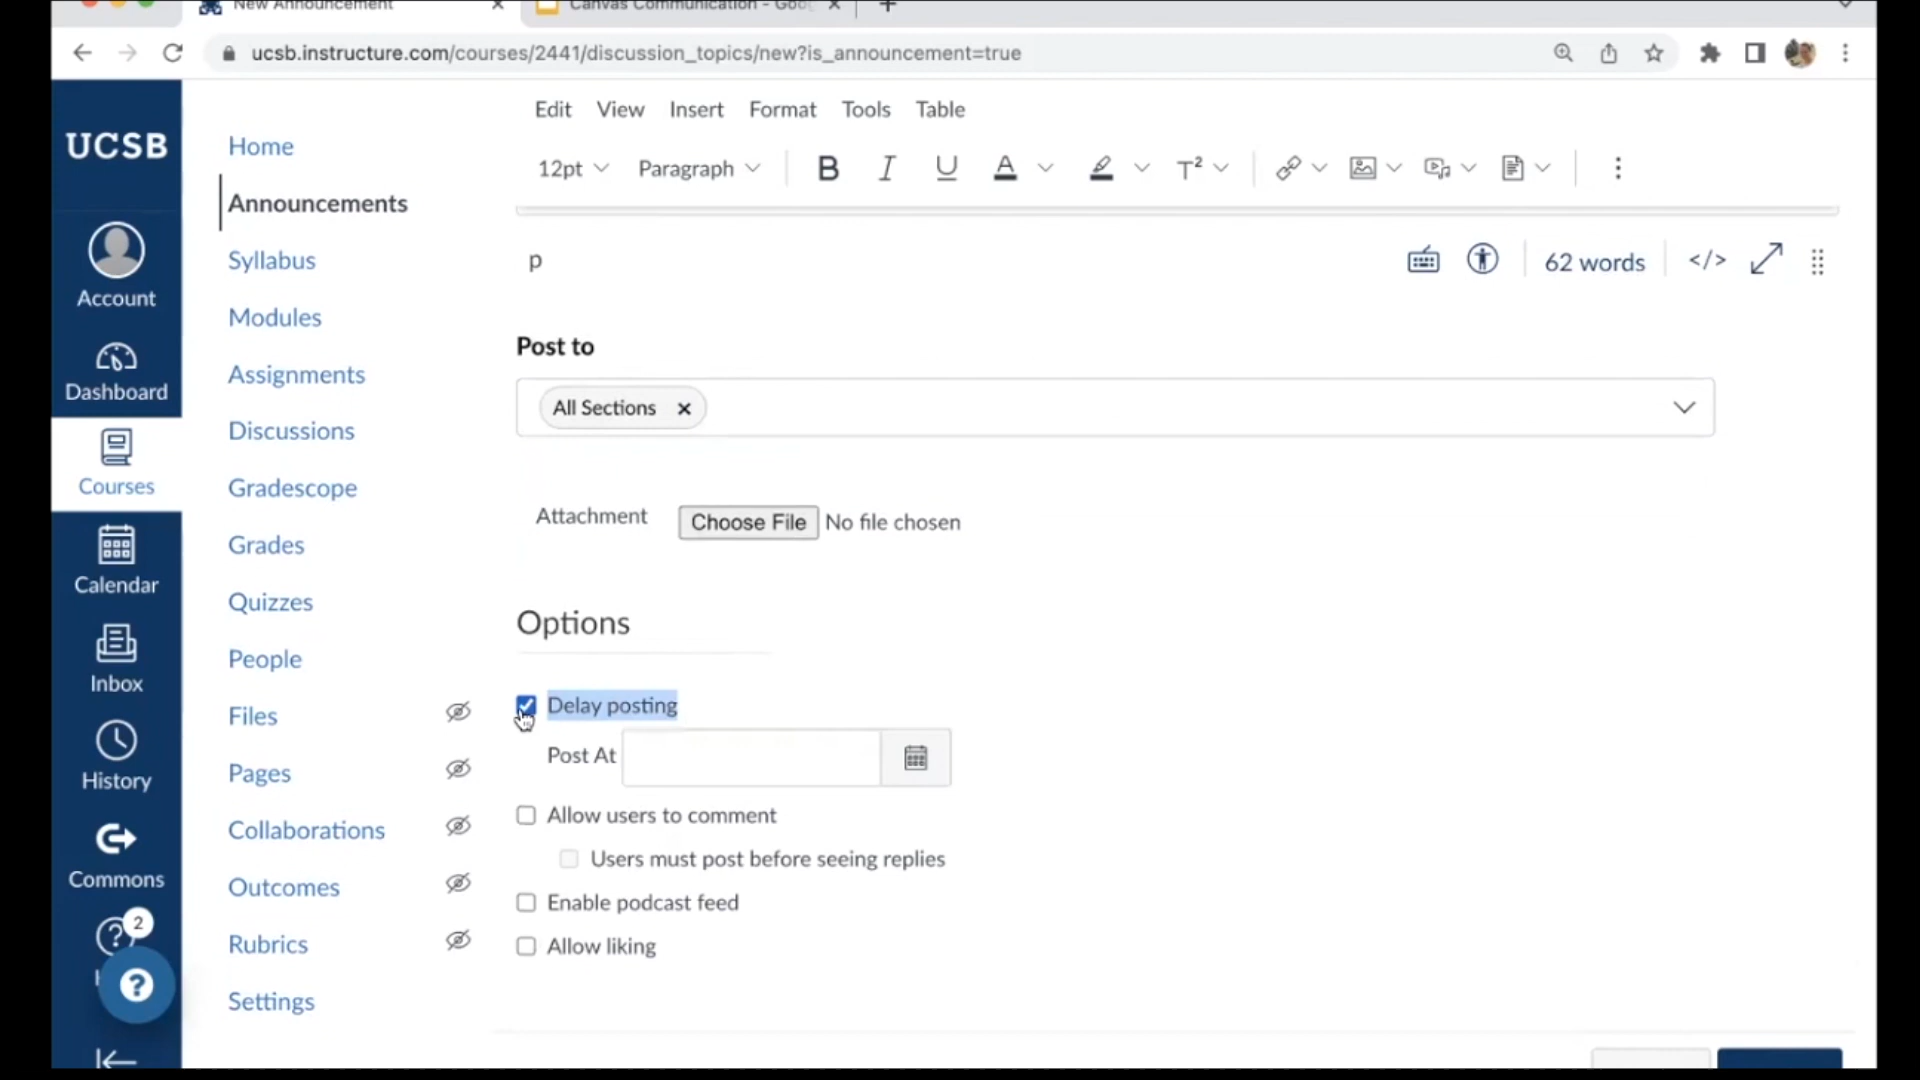 New Announcement
Canvas Communication - Goo
ucsb.instructure.com/courses/2441/discussion_topics/new?is_announcement=true
UCSB
Account
Dashboard
Courses
Calendar
Inbox
History
Commons
2
Home
Announcements
Syllabus
Modules
Assignments
Discussions
Gradescope
Grades
Quizzes
People
Files
Pages
Collaborations
Outcomes
Rubrics
Settings
Edit View Insert Format Tools Table
12pt Paragraph B I U A T²
p 62 words </>
Post to
All Sections
Attachment Choose File No file chosen
Options
Delay posting
Post At
Allow users to comment
Users must post before seeing replies
Enable podcast feed
Allow liking